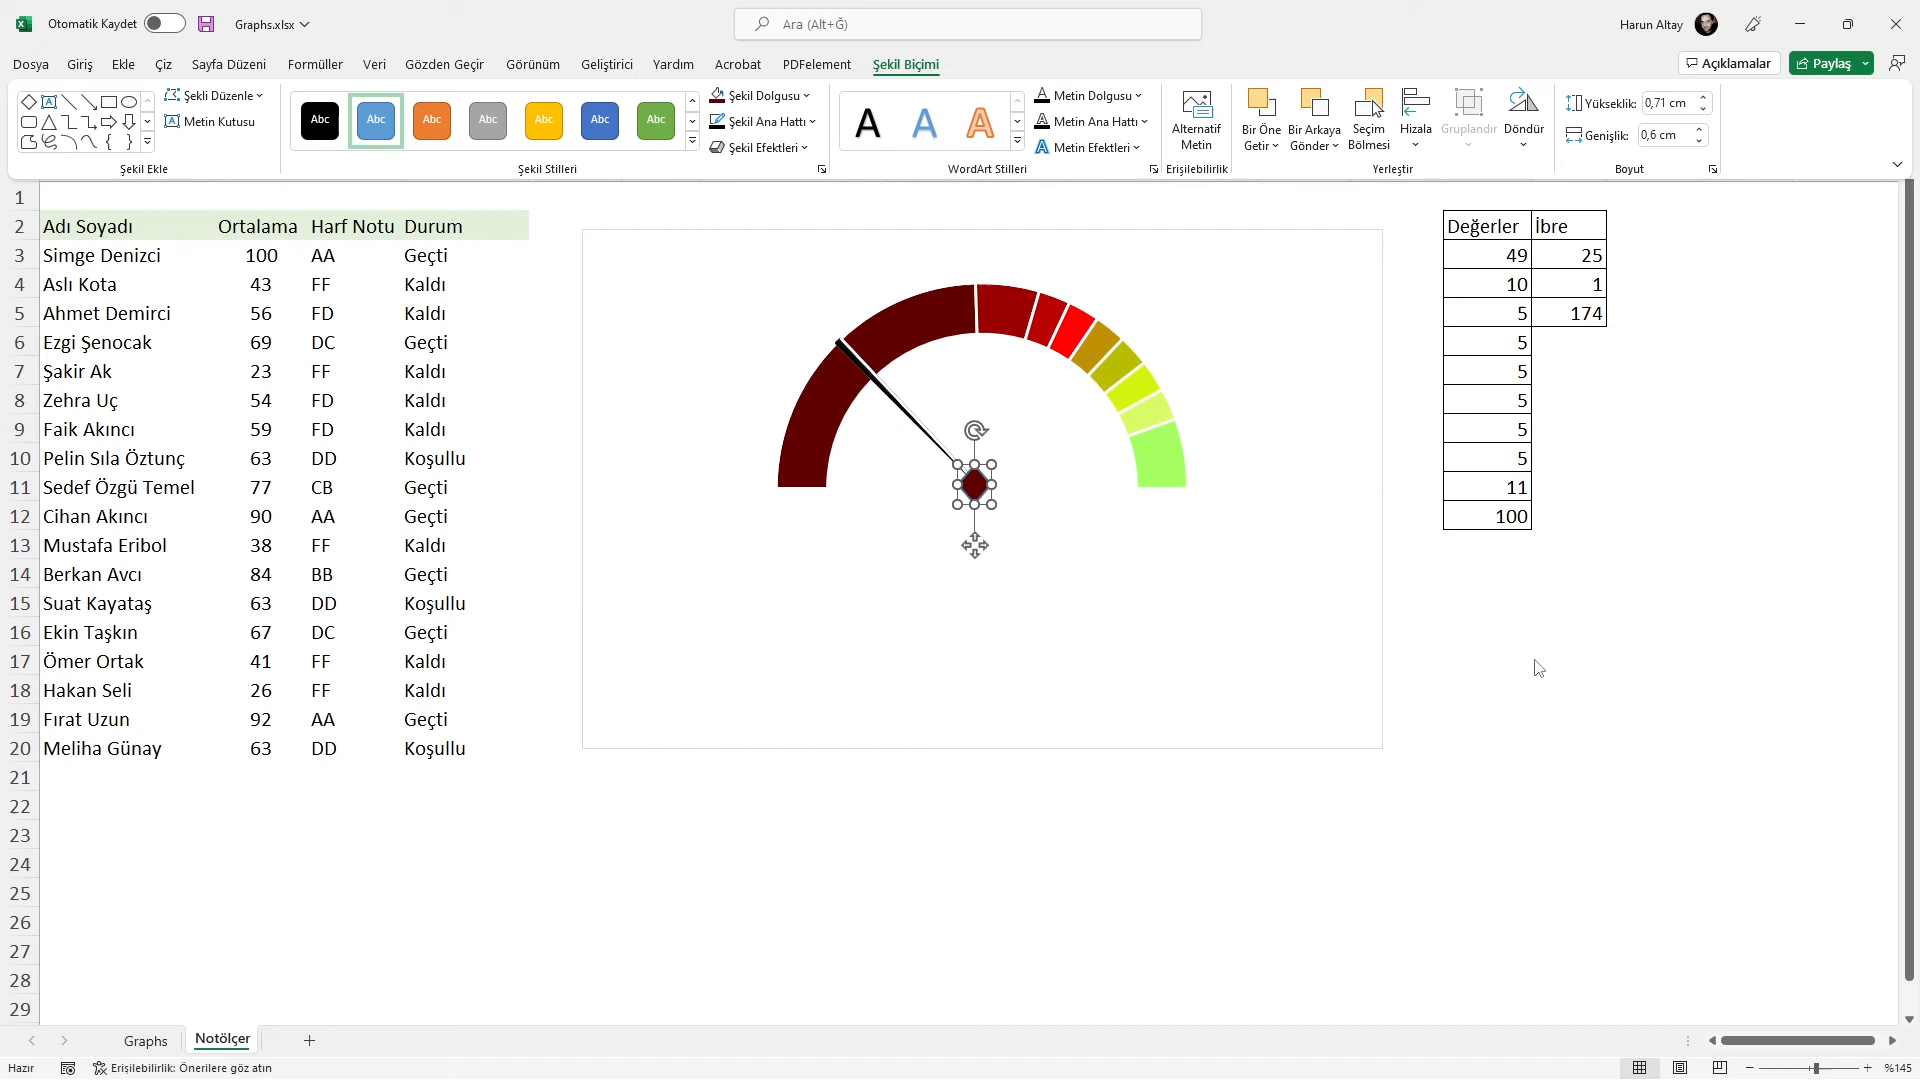 Otomatik Kaydet
Graphs.xlsx
Ara (Alt+Ğ)
Harun Altay
Dosya Giriş Ekle Çiz Sayfa Düzeni Formüller Veri Gözden Geçir Görünüm Geliştirici Yardım Acrobat PDFelement Şekil Biçimi
Açıklamalar Paylaş
Şekli Düzenle
Metin Kutusu
Şekil Ekle
Abc Abc Abc Abc Abc Abc Abc
Şekil Dolgusu
Şekil Ana Hattı
Şekil Efektleri
Şekil Stilleri
A A A
Metin Dolgusu
Metin Ana Hattı
Metin Efektleri
WordArt Stilleri
Alternatif
Metin
Erişilebilirlik
Bir Öne
Getir
Bir Arkaya
Gönder
Seçim
Bölmesi
Hizala
Gruplandır
Döndür
Yerleştir
Yükseklik: 0,71 cm
Genişlik: 0,6 cm
Boyut
1
2 Adı Soyadı Ortalama Harf Notu Durum Değerler İbre
3 Simge Denizci 100 AA Geçti 49 25
4 Aslı Kota 43 FF Kaldı 10 1
5 Ahmet Demirci 56 FD Kaldı 5 174
6 Ezgi Şenocak 69 DC Geçti 5
7 Şakir Ak 23 FF Kaldı 5
8 Zehra Uç 54 FD Kaldı 5
9 Faik Akıncı 59 FD Kaldı 5
10 Pelin Sıla Öztunç 63 DD Koşullu 5
11 Sedef Özgü Temel 77 CB Geçti 11
12 Cihan Akıncı 90 AA Geçti 100
13 Mustafa Eribol 38 FF Kaldı
14 Berkan Avcı 84 BB Geçti
15 Suat Kayataş 63 DD Koşullu
16 Ekin Taşkın 67 DC Geçti
17 Ömer Ortak 41 FF Kaldı
18 Hakan Seli 26 FF Kaldı
19 Fırat Uzun 92 AA Geçti
20 Meliha Günay 63 DD Koşullu
21
22
23
24
25
26
27
28
29
Graphs Notölçer
Hazır Erişilebilirlik: Önerilere göz atın %145